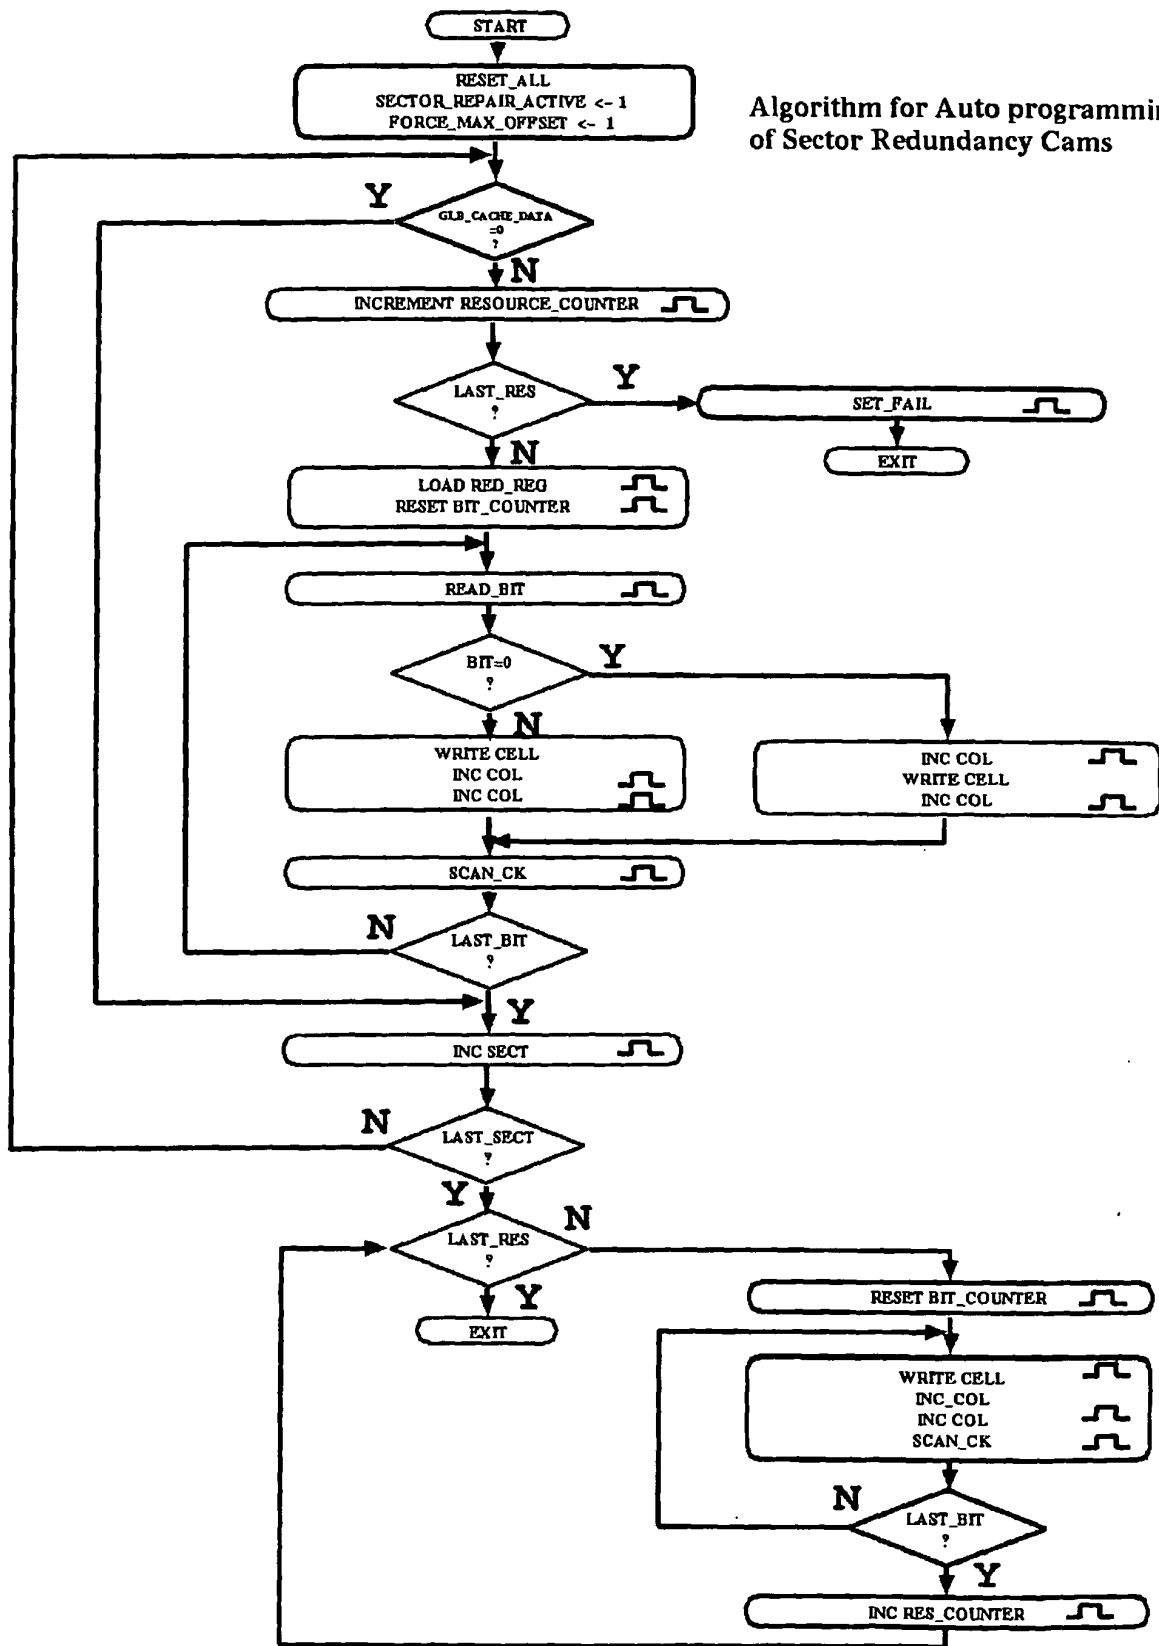 START
RESET_ALL
SECTOR_REPAIR_ACTIVE <- 1
FORCE_MAX_OFFSET <- 1
Algorithm for Auto programmin
of Sector Redundancy Cams
Y
GLB_CACHE_DATA
=0
?
N
INCREMENT RESOURCE_COUNTER
LAST_RES
?
Y
SET_FAIL
EXIT
N
LOAD RED_REG
RESET BIT_COUNTER
READ_BIT
BIT=0
?
Y
N
WRITE CELL
INC COL
INC COL
INC COL
WRITE CELL
INC COL
SCAN_CK
N
LAST_BIT
?
Y
INC SECT
N
LAST_SECT
?
Y
LAST_RES
?
N
Y
EXIT
RESET BIT_COUNTER
WRITE CELL
INC_COL
INC COL
SCAN_CK
N
LAST_BIT
?
Y
INC RES_COUNTER